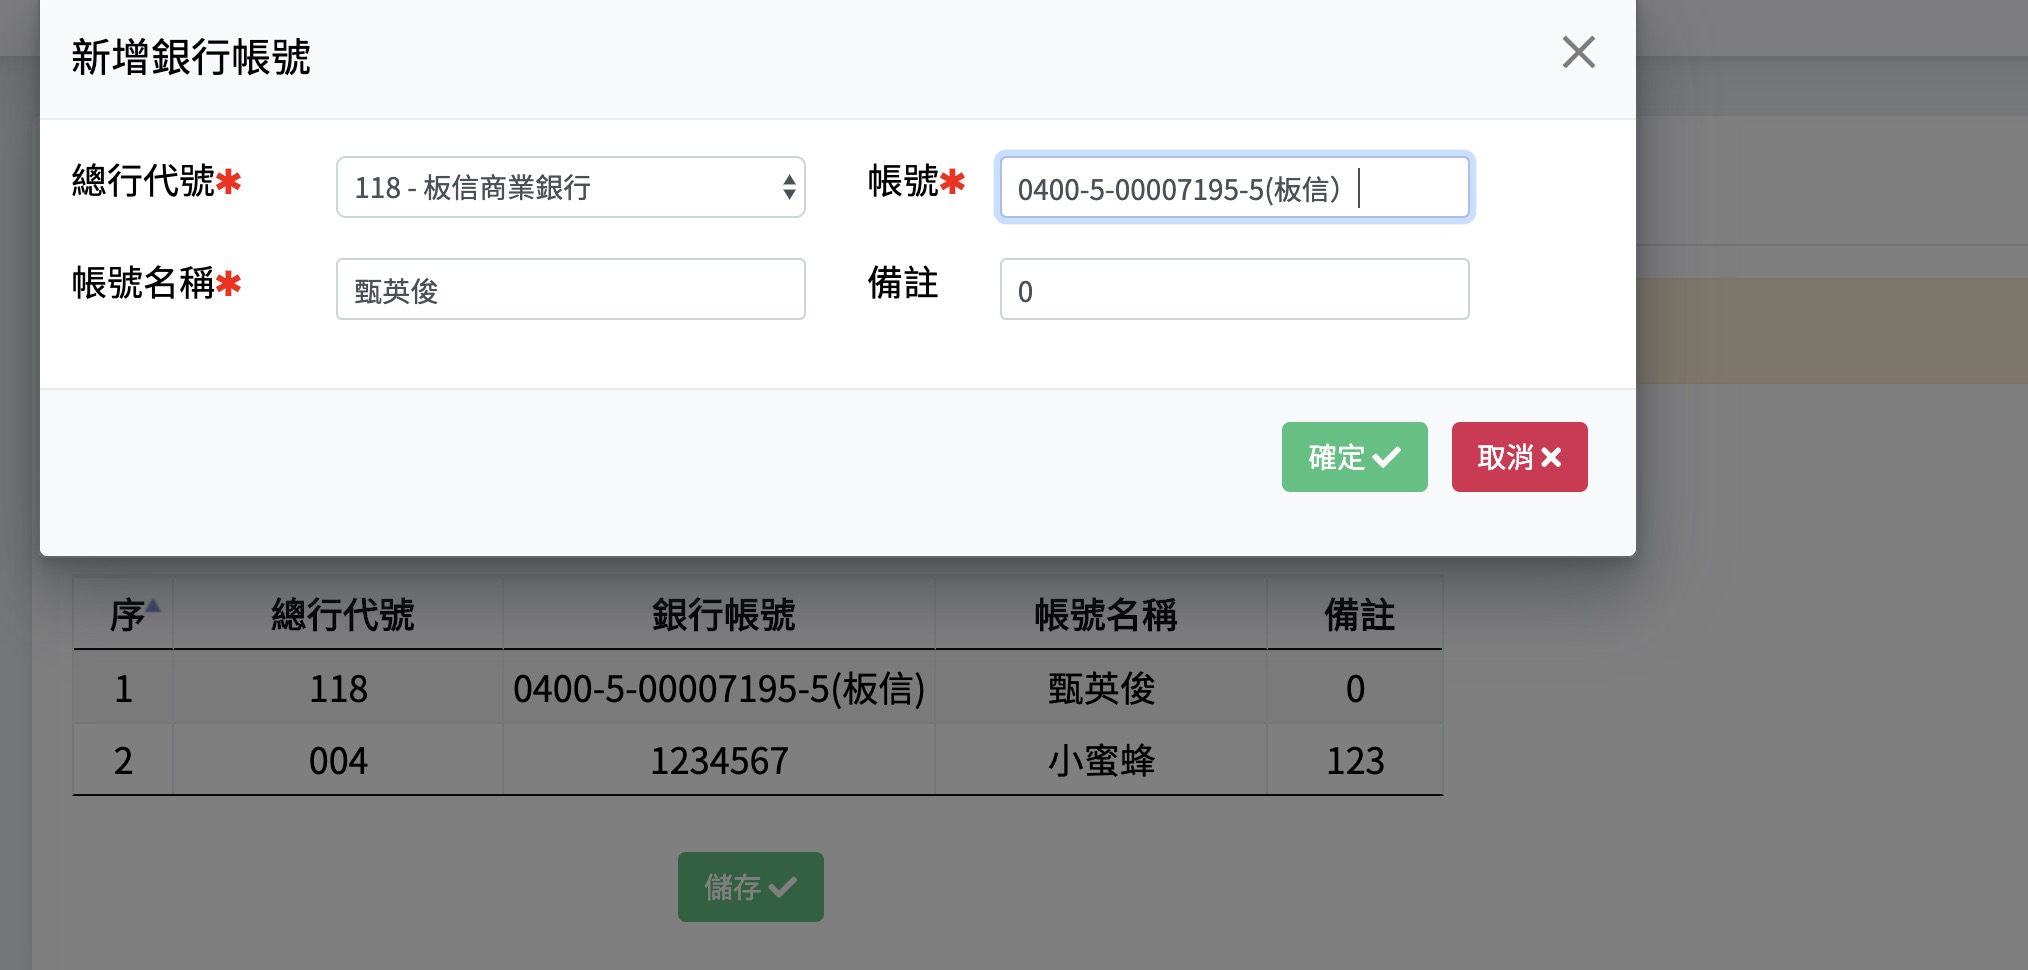 新增銀行帳號
總行代號✱ 118 - 板信商業銀行 帳號✱ 0400-5-00007195-5(板信）
帳號名稱✱ 甄英俊 備註 0
確定 取消
序 總行代號 銀行帳號 帳號名稱 備註
1 118 0400-5-00007195-5(板信) 甄英俊 0
2 004 1234567 小蜜蜂 123
儲存